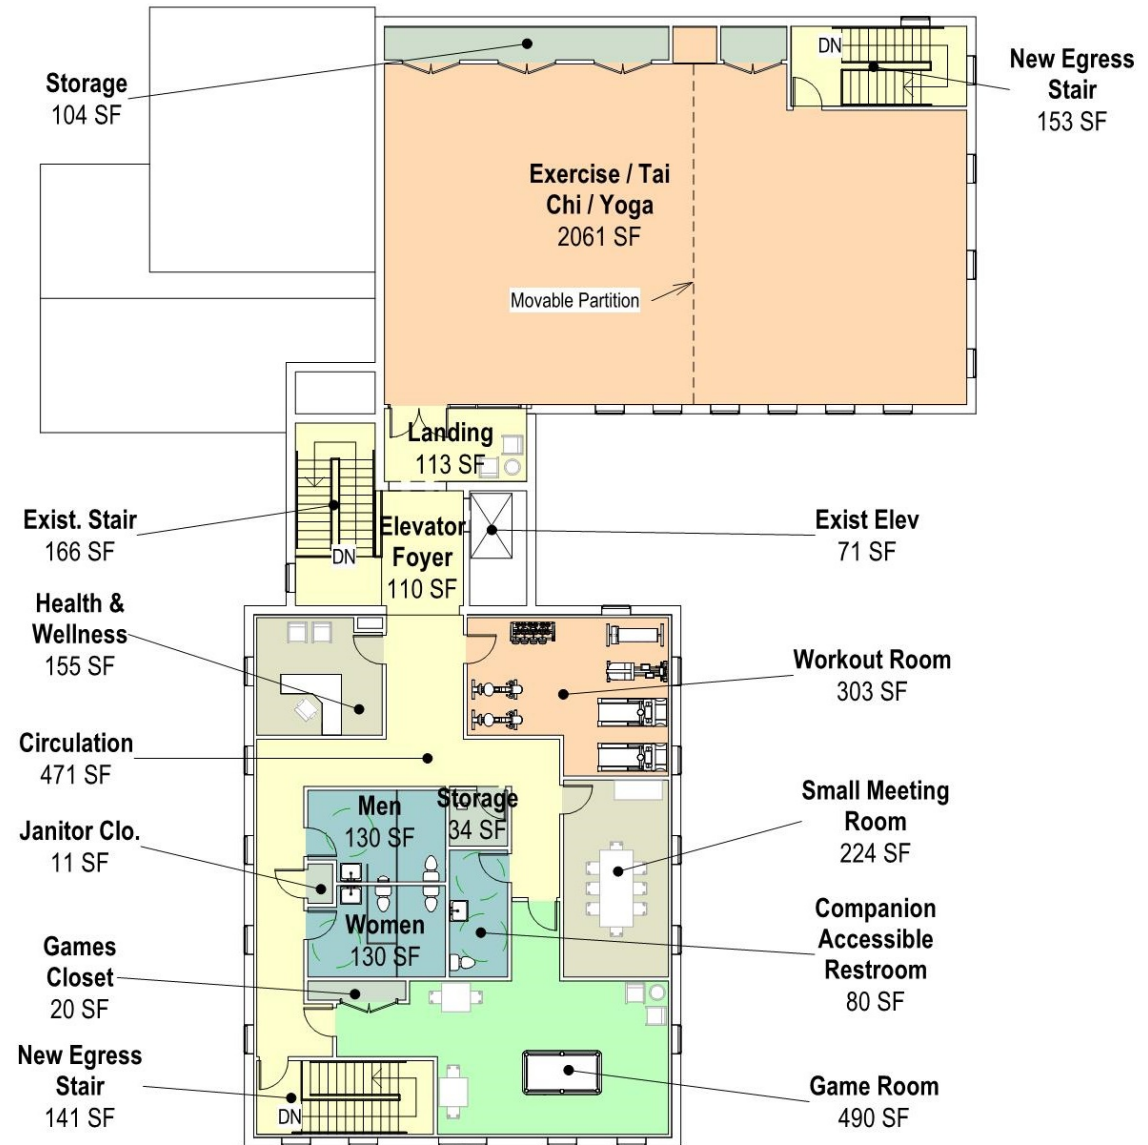 Storage
104 SF
DN
New Egress
Stair
153 SF
Exercise / Tai
Chi / Yoga
2061 SF
Movable Partition
Landing
113 SF
Exist. Stair
166 SF
DN
Elevator
Foyer
110 SF
Exist Elev
71 SF
Health &
Wellness
155 SF
Workout Room
303 SF
Circulation
471 SF
Men
130 SF
Storage
34 SF
Small Meeting
Room
224 SF
Janitor Clo.
11 SF
Women
130 SF
Companion
Accessible
Restroom
80 SF
Games
Closet
20 SF
New Egress
Stair
141 SF
DN
Game Room
490 SF